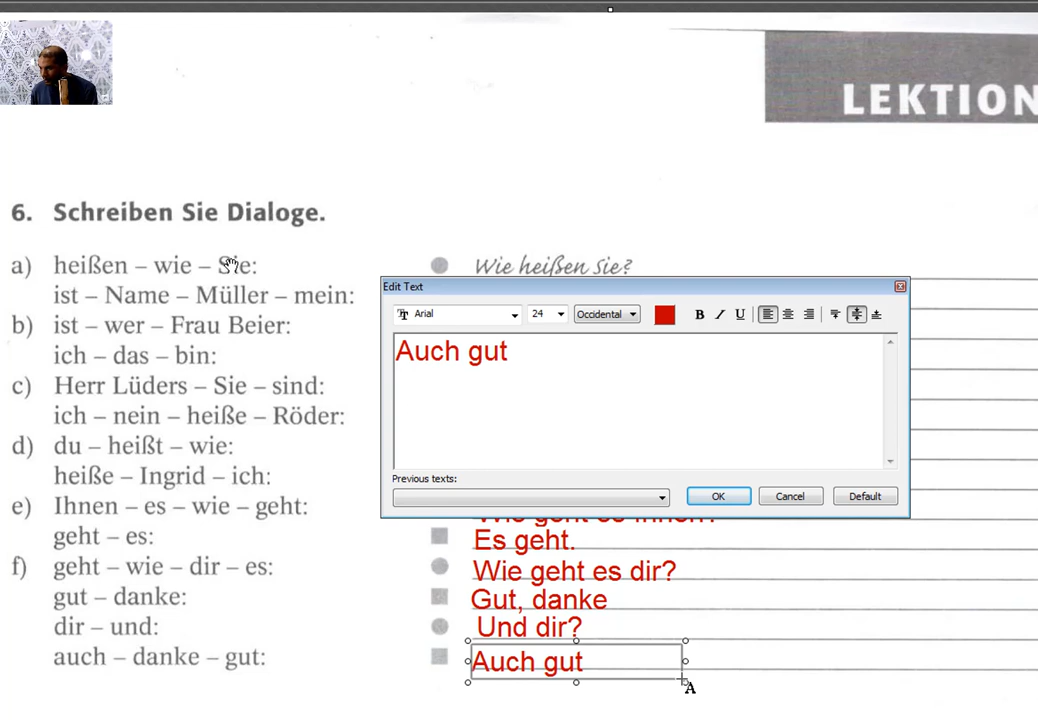 LEKTION
6. Schreiben Sie Dialoge.
a) heißen – wie – Sie:
Wie heißen Sie?
ist – Name – Müller – mein:
b) ist – wer – Frau Beier:
ich – das – bin:
c) Herr Lüders – Sie – sind:
ich – nein – heiße – Röder:
d) du – heißt – wie:
heiße – Ingrid – ich:
e) Ihnen – es – wie – geht:
Wie geht es Ihnen?
geht – es:
Es geht.
f) geht – wie – dir – es:
Wie geht es dir?
gut – danke:
Gut, danke
dir – und:
Und dir?
auch – danke – gut:
Auch gut
A
Edit Text
Arial
24
Occidental
B I U
Auch gut
Previous texts:
OK
Cancel
Default